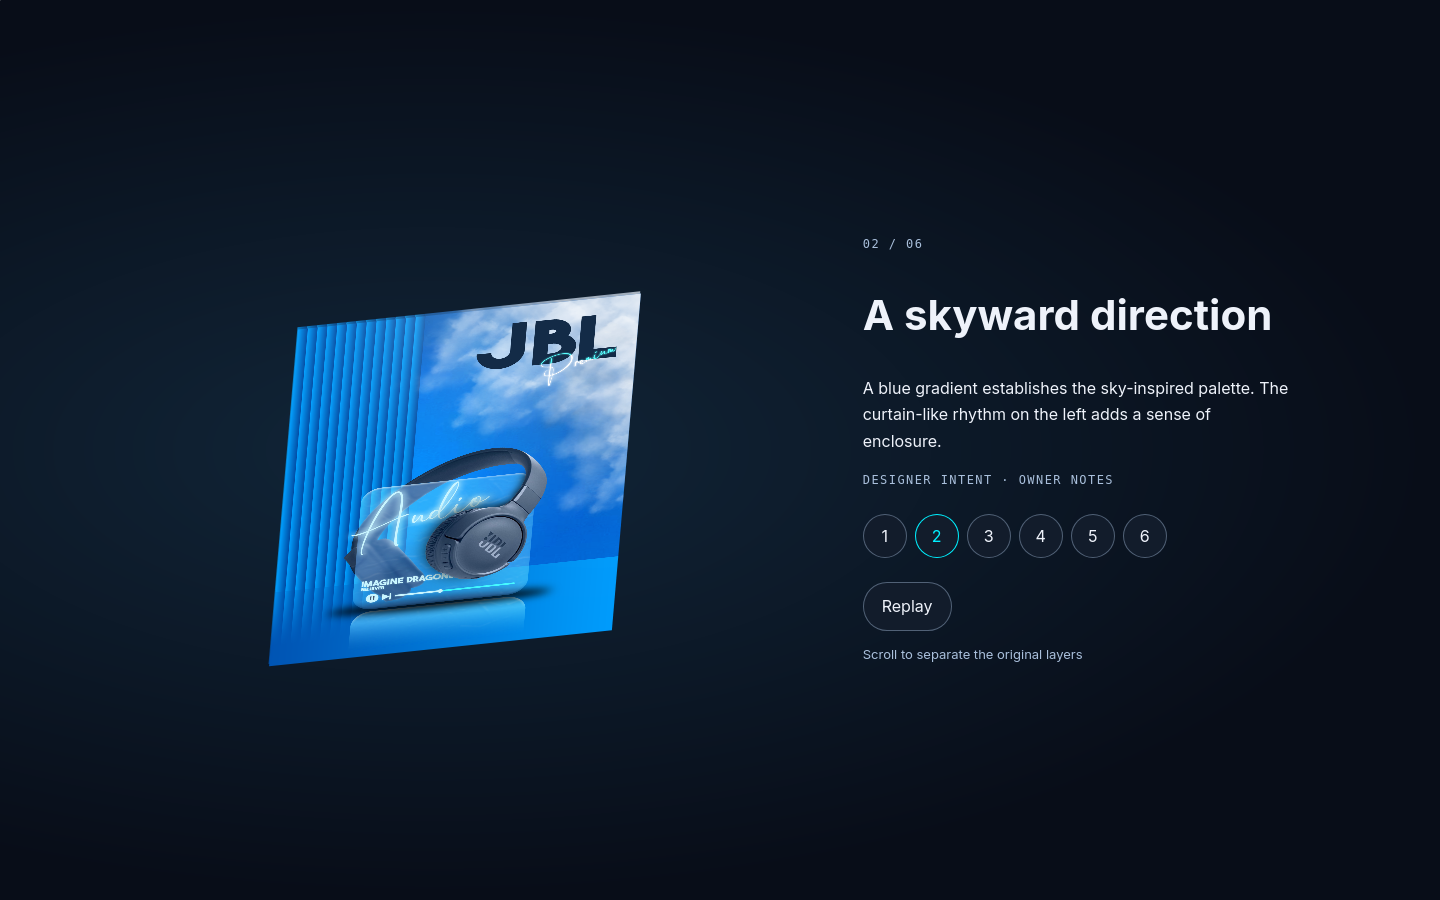 02 / 06
A skyward direction
A blue gradient establishes the sky-inspired palette. The
curtain-like rhythm on the left adds a sense of
enclosure.
DESIGNER INTENT · OWNER NOTES
1 2 3 4 5 6
Replay
Scroll to separate the original layers
JBL
Premium
Audio
JBL
IMAGINE DRAGONS